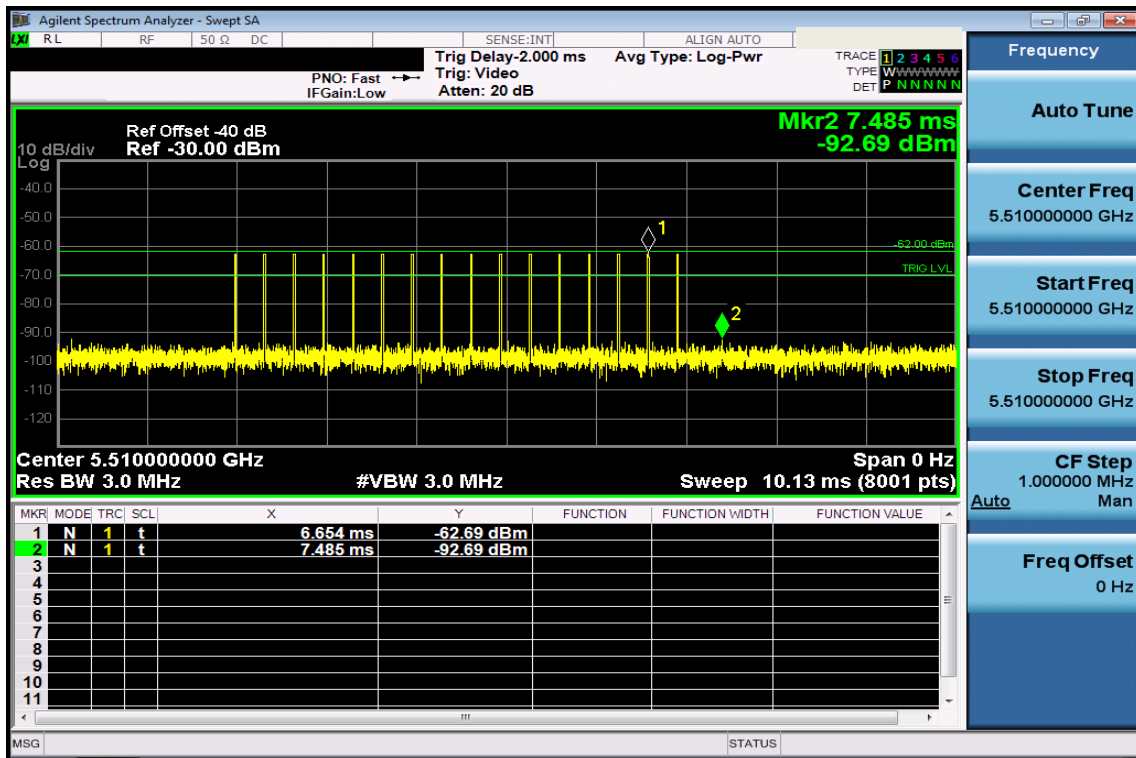 Agilent Spectrum Analyzer - Swept SA
LXI RL RF 50 Ω DC SENSE:INT ALIGN AUTO
Trig Delay-2.000 ms Avg Type: Log-Pwr TRACE 1 2 3 4 5 6
PNO: Fast Trig: Video TYPE WWWWWWW
IFGain:Low Atten: 20 dB DET P N N N N N
Mkr2 7.485 ms
-92.69 dBm
Ref Offset -40 dB
10 dB/div Ref -30.00 dBm
Log
-40.0
-50.0
1
-60.0
-62.00 dBm
-70.0
TRIG LVL
-80.0
2
-90.0
-100
-110
-120
Center 5.510000000 GHz Span 0 Hz
Res BW 3.0 MHz #VBW 3.0 MHz Sweep 10.13 ms (8001 pts)
MKR MODE TRC SCL X Y FUNCTION FUNCTION WIDTH FUNCTION VALUE
1 N 1 t 6.654 ms -62.69 dBm
2 N 1 t 7.485 ms -92.69 dBm
3
4
5
6
7
8
9
10
11
MSG STATUS
Frequency
Auto Tune
Center Freq
5.510000000 GHz
Start Freq
5.510000000 GHz
Stop Freq
5.510000000 GHz
CF Step
1.000000 MHz
Auto Man
Freq Offset
0 Hz